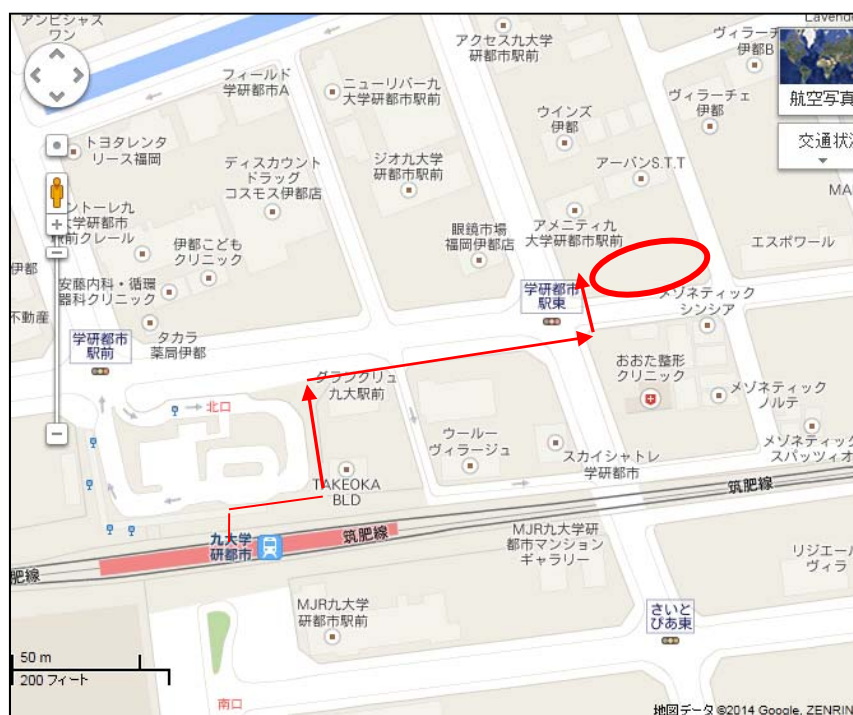 アンビシャス
ワン
アクセス九大学
研都市駅前
Lavende
ヴィラーチ
伊都B
フィールド
学研都市A
ニューリバー九
大学研都市駅前
ヴィラーチェ
伊都
航空写真
ウインズ
伊都
交通状況
トヨタレンタ
リース福岡
ディスカウント
ドラッグ
コスモス伊都店
ジオ九大学
研都市駅前
アーバンS.T.T
MA
ントーレ九
大学研都市
駅前クレール
伊都こども
クリニック
眼鏡市場
福岡伊都店
アメニティ九
大学研都市駅前
エスポワール
伊都
安藤内科・循環
器科クリニック
学研都市
駅東
メゾネティック
シンシア
不動産
タカラ
薬局伊都
学研都市
駅前
おおた整形
クリニック
グランクリュ
九大駅前
メゾネティック
ノルテ
北口
ウールー
ヴィラージュ
スカイシャトレ
学研都市
メゾネティック
スパッツィオ
TAKEOKA
BLD
筑肥線
九大学
研都市
筑肥線
MJR九大学研
都市マンション
ギャラリー
リジエール
ヴィラ
肥線
MJR九大学
研都市駅前
さいと
ぴあ東
50 m
200 フィート
南口
地図データ ©2014 Google, ZENRIN